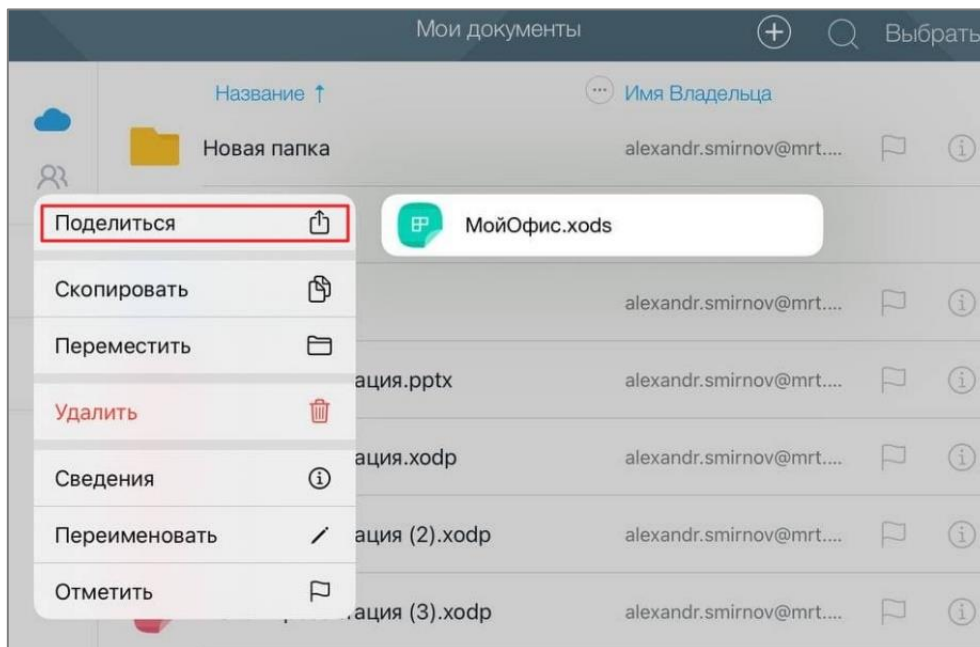 Мои документы
Выбрать
Название ↑
Имя Владельца
Новая папка
alexandr.smirnov@mrt....
Поделиться
МойОфис.xods
Скопировать
alexandr.smirnov@mrt....
Переместить
ация.pptx
alexandr.smirnov@mrt....
Удалить
ация.xodp
alexandr.smirnov@mrt....
Сведения
Переименовать
ация (2).xodp
alexandr.smirnov@mrt....
Отметить
ация (3).xodp
alexandr.smirnov@mrt....